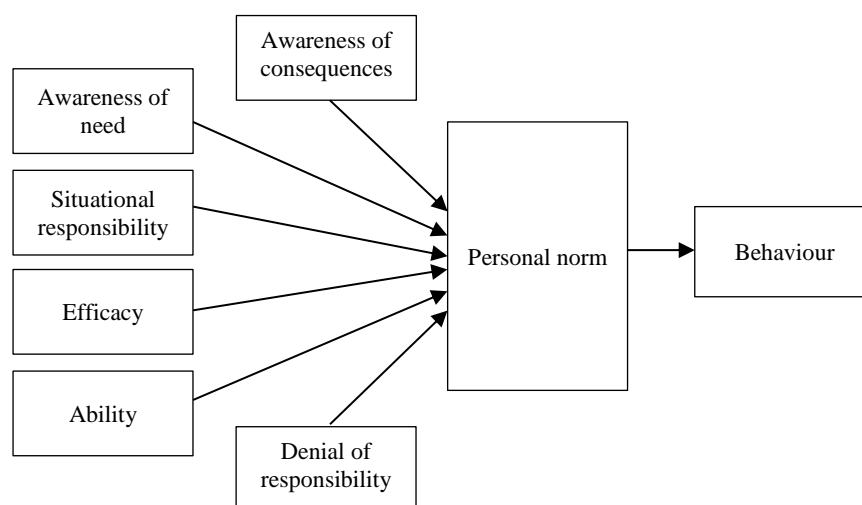 Awareness of
consequences
Awareness of
need
Situational
responsibility
Efficacy
Ability
Denial of
responsibility
Personal norm
Behaviour